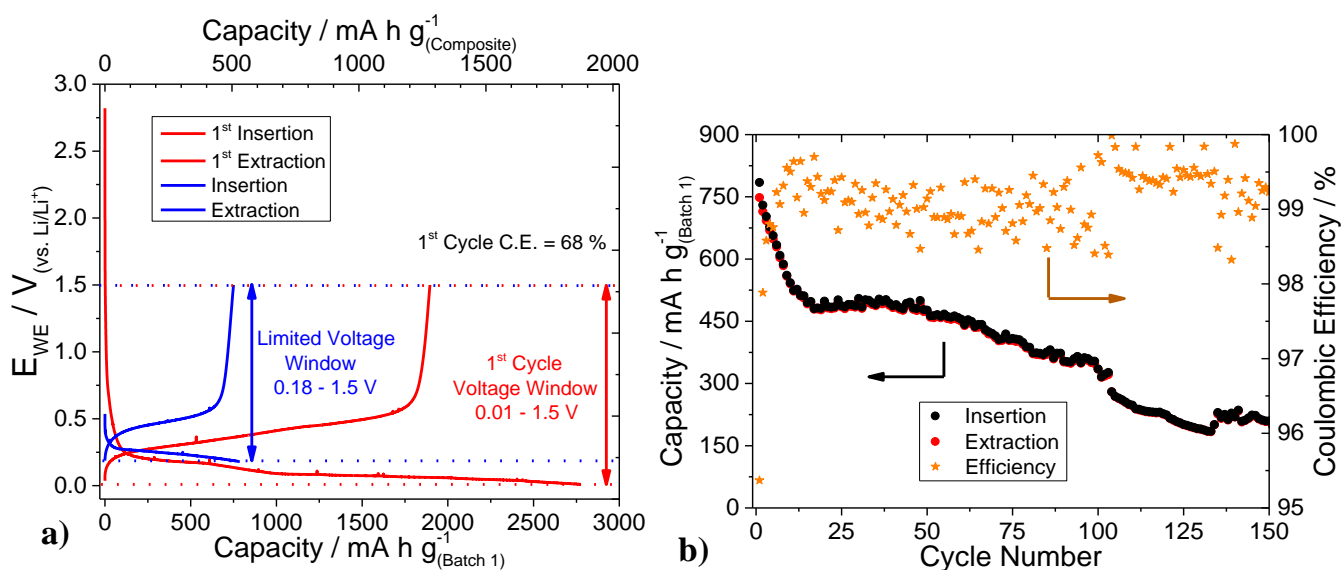 Capacity / mA h g⁻¹(Composite)
0 500 1000 1500 2000
3.0
2.5
2.0
1.5
1.0
0.5
0.0
E_WE / V (vs. Li/Li⁺)
1st Insertion
1st Extraction
Insertion
Extraction
1st Cycle C.E. = 68 %
Limited Voltage
Window
0.18 - 1.5 V
1st Cycle
Voltage Window
0.01 - 1.5 V
0 500 1000 1500 2000 2500 3000
Capacity / mA h g⁻¹(Batch 1)
a)
900
750
600
450
300
150
0
Capacity / mA h g⁻¹(Batch 1)
Insertion
Extraction
Efficiency
100
99
98
97
96
95
Coulombic Efficiency / %
0 25 50 75 100 125 150
Cycle Number
b)